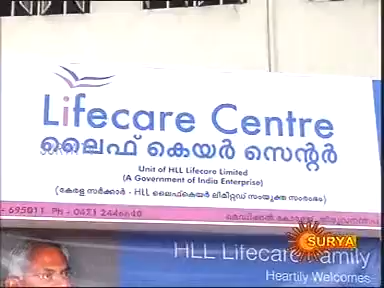 Lifecare Centre
ലൈഫ് കെയർ സെന്റർ
Unit of HLL Lifecare Limited
(A Government of India Enterprise)
(കേരള സർക്കാർ - HLL ലൈഫ്കെയർ ലിമിറ്റഡ് സംയുക്ത സംരംഭം)
- 695011 Ph - 0471 2446640 മെഡിക്കൽ കോളേജ്
HLL Lifecare Family
SURYA
Heartily Welcomes